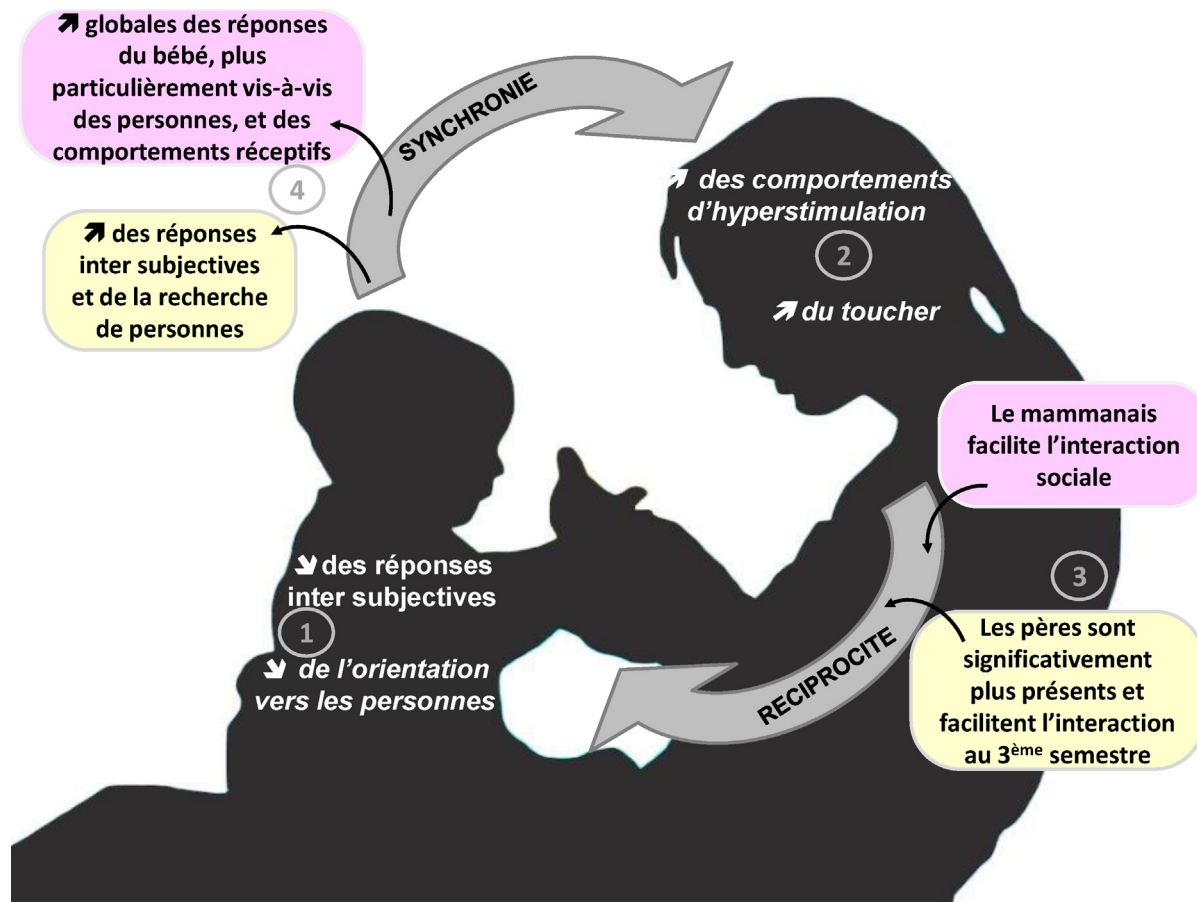 ↗ globales des réponses
du bébé, plus
particulièrement vis-à-vis
des personnes, et des
comportements réceptifs
4
↗ des réponses
inter subjectives
et de la recherche
de personnes
SYNCHRONIE
↗ des comportements
d’hyperstimulation
2
↗ du toucher
Le mammanais
facilite l’interaction
sociale
3
Les pères sont
significativement
plus présents et
facilitent l’interaction
au 3ème semestre
RECIPROCITE
↘ des réponses
inter subjectives
1
↘ de l’orientation
vers les personnes